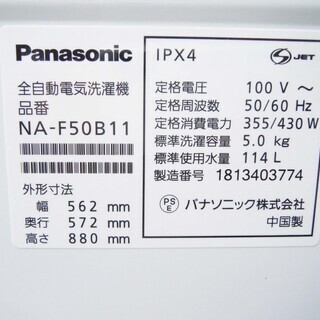 Panasonic
全自動電気洗濯機
品番
NA-F50B11
外形寸法
幅 562 mm
奥行 572 mm
高さ 880 mm
IPX4
S JET
定格電圧 100 V ～
定格周波数 50/60 Hz
定格消費電力 355/430 W
標準洗濯容量 5.0 kg
標準使用水量 114 L
製造番号 1813403774
PS E パナソニック株式会社
中国製